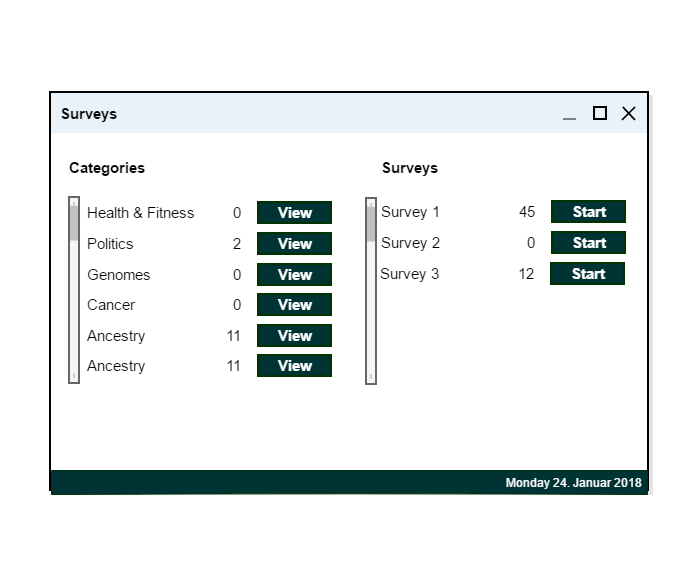 Surveys
Categories
Health & Fitness 0 View
Politics 2 View
Genomes 0 View
Cancer 0 View
Ancestry 11 View
Ancestry 11 View
Surveys
Survey 1 45 Start
Survey 2 0 Start
Survey 3 12 Start
Monday 24. Januar 2018